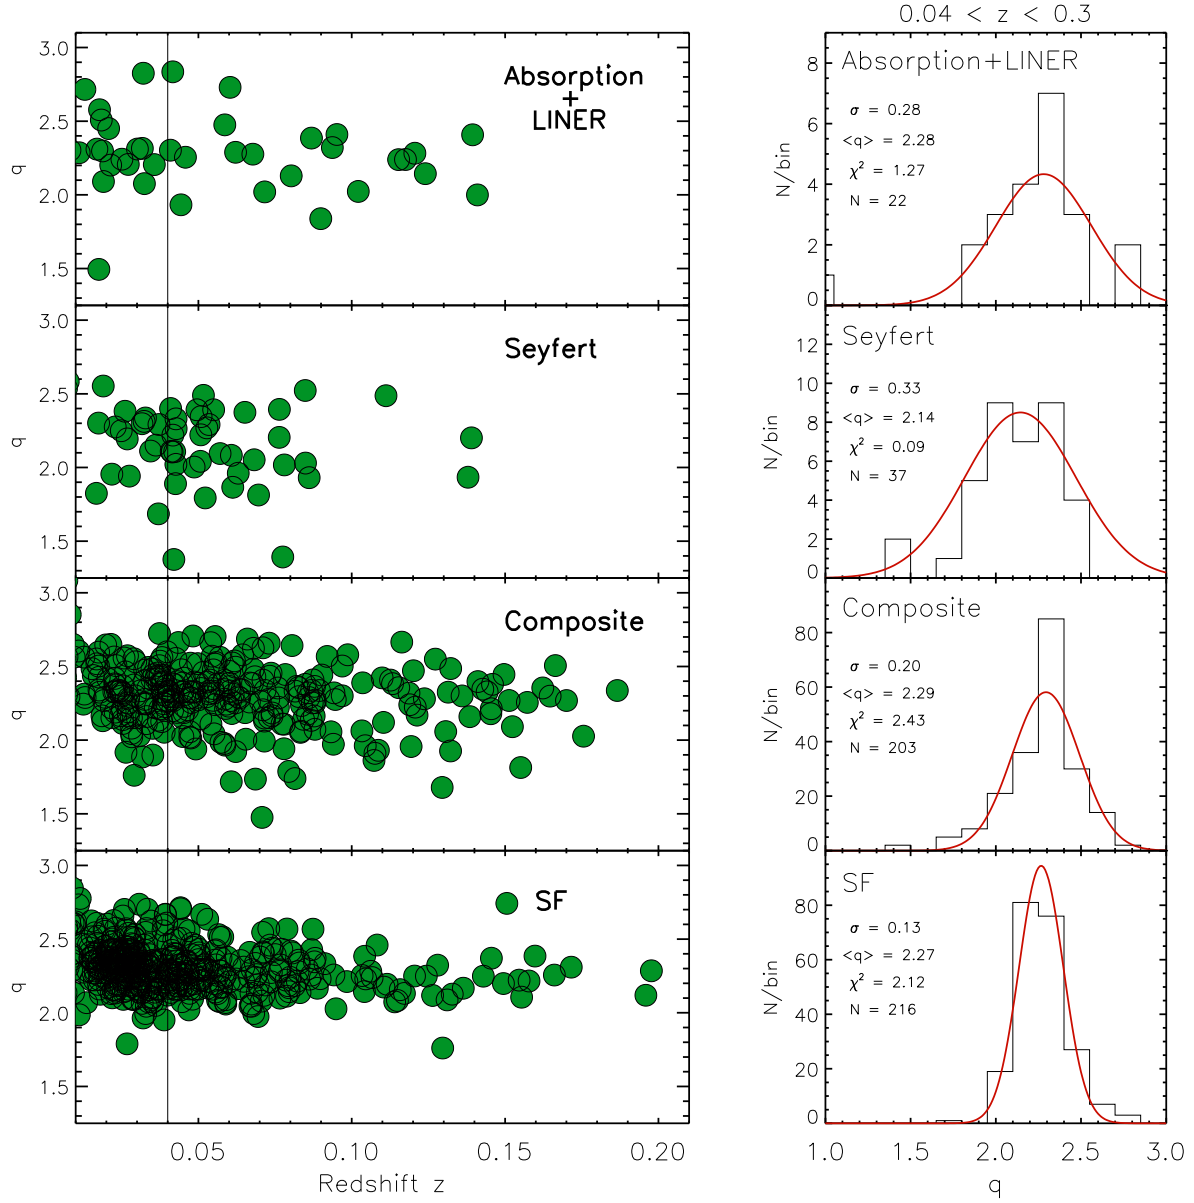 0.04 < z < 0.3
3.0
2.5
2.0
1.5
q
Absorption
+
LINER
8
6
4
2
0
N/bin
Absorption+LINER
σ = 0.28
<q> = 2.28
χ² = 1.27
N = 22
3.0
2.5
2.0
1.5
q
Seyfert
12
10
8
6
4
2
0
N/bin
Seyfert
σ = 0.33
<q> = 2.14
χ² = 0.09
N = 37
3.0
2.5
2.0
1.5
q
Composite
80
60
40
20
0
N/bin
Composite
σ = 0.20
<q> = 2.29
χ² = 2.43
N = 203
3.0
2.5
2.0
1.5
q
SF
80
60
40
20
0
N/bin
SF
σ = 0.13
<q> = 2.27
χ² = 2.12
N = 216
0.05 0.10 0.15 0.20
Redshift z
1.0 1.5 2.0 2.5 3.0
q